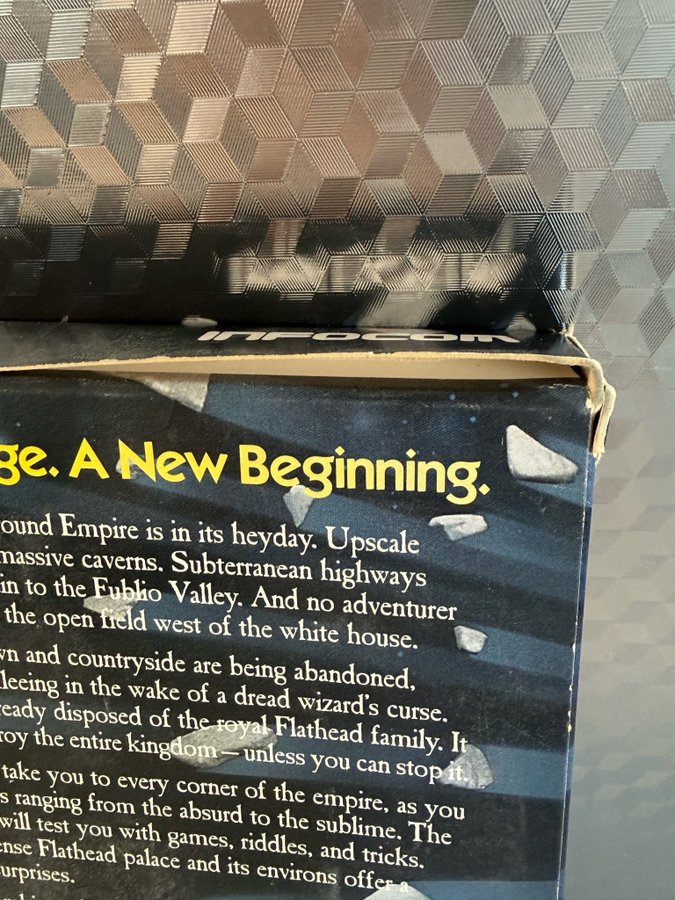 INFOCOM
ge. A New Beginning.
ound Empire is in its heyday. Upscale
massive caverns. Subterranean highways
in to the Fublio Valley. And no adventurer
the open field west of the white house.
wn and countryside are being abandoned,
leeing in the wake of a dread wizard's curse.
eady disposed of the royal Flathead family. It
roy the entire kingdom — unless you can stop it.
take you to every corner of the empire, as you
s ranging from the absurd to the sublime. The
will test you with games, riddles, and tricks.
ense Flathead palace and its environs offer a
urprises.